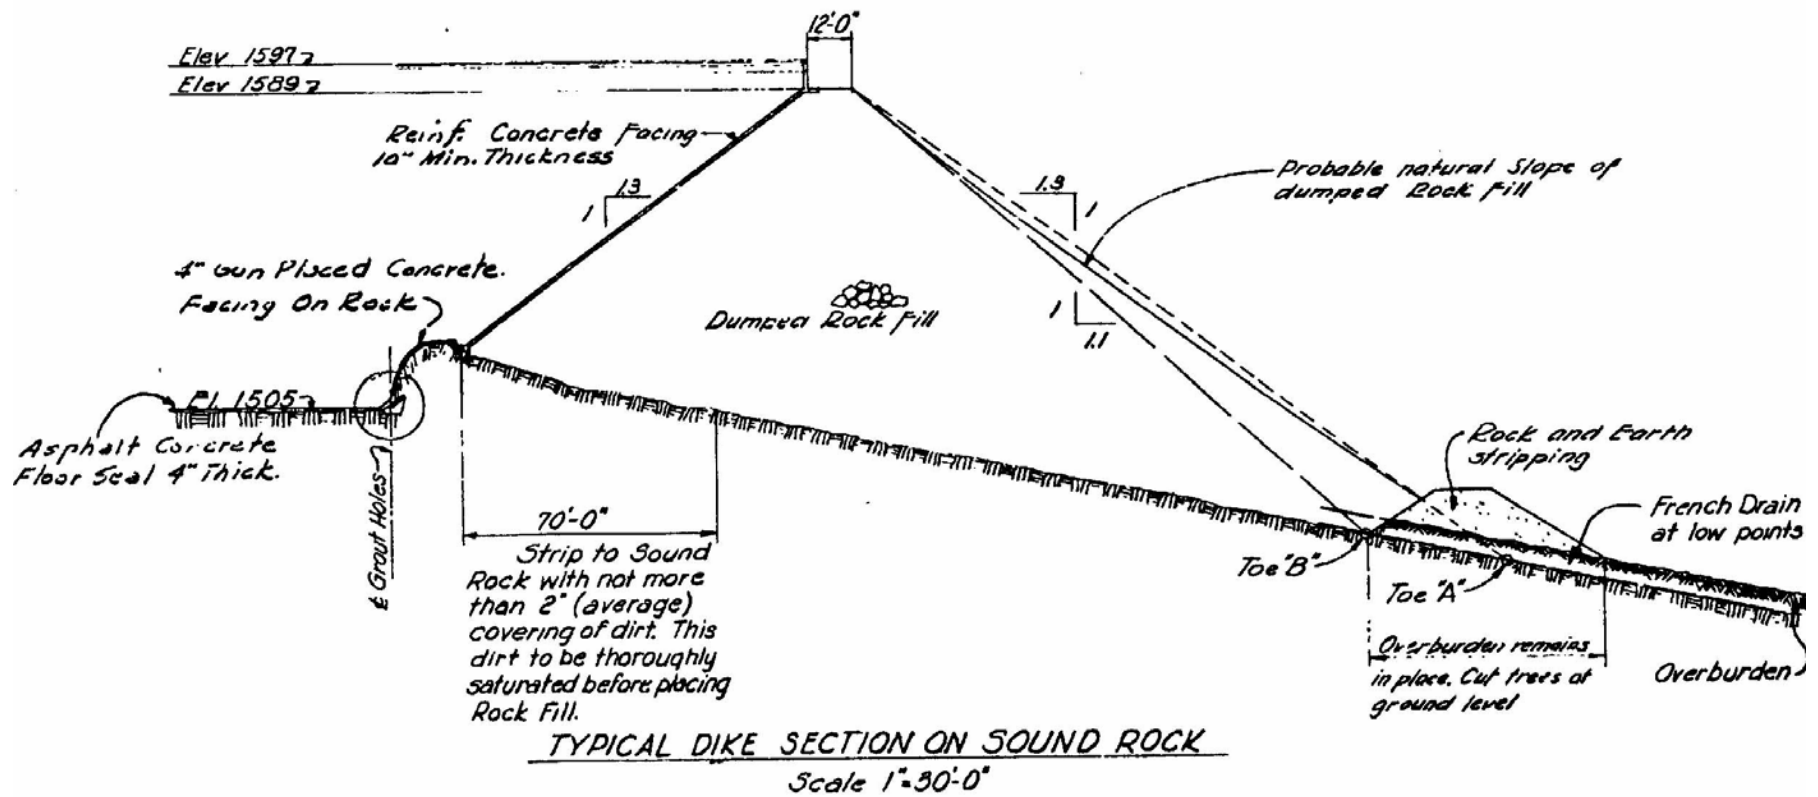 12'-0"
Elev 1597
Elev 1589
Reinf. Concrete Facing
10" Min. Thickness
1.3
1
1.3
1
Probable natural Slope of
dumped Rock Fill
4" Gun Placed Concrete.
Facing On Rock
Dumped Rock Fill
1
1.1
El. 1505
Asphalt Concrete
Floor Seal 4" Thick.
℄ Grout Holes
70'-0"
Strip to Sound
Rock with not more
than 2" (average)
covering of dirt. This
dirt to be thoroughly
saturated before placing
Rock Fill.
Rock and Earth
stripping
French Drain
at low points
Toe "B"
Toe "A"
Overburden remains
in place. Cut trees at
ground level
Overburden
TYPICAL DIKE SECTION ON SOUND ROCK
Scale 1"=30'-0"